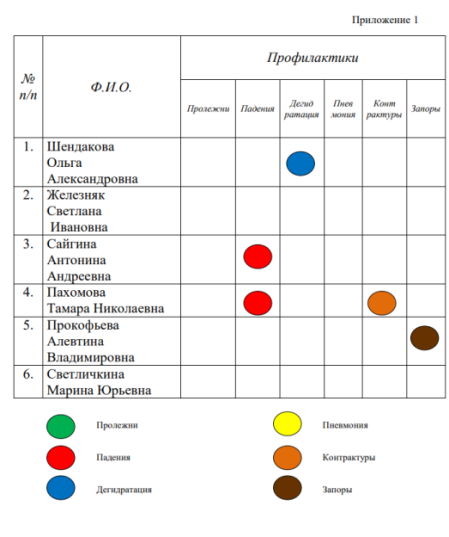 Приложение 1
№ п/п
Ф.И.О.
Профилактики
Пролежни
Падения
Дегид
ратация
Пнев
мония
Конт
рактуры
Запоры
1. Шендакова
Ольга
Александровна
2. Железняк
Светлана
Ивановна
3. Сайгина
Антонина
Андреевна
4. Пахомова
Тамара Николаевна
5. Прокофьева
Алевтина
Владимировна
6. Светличкина
Марина Юрьевна
Пролежни
Пневмония
Падения
Контрактуры
Дегидратация
Запоры